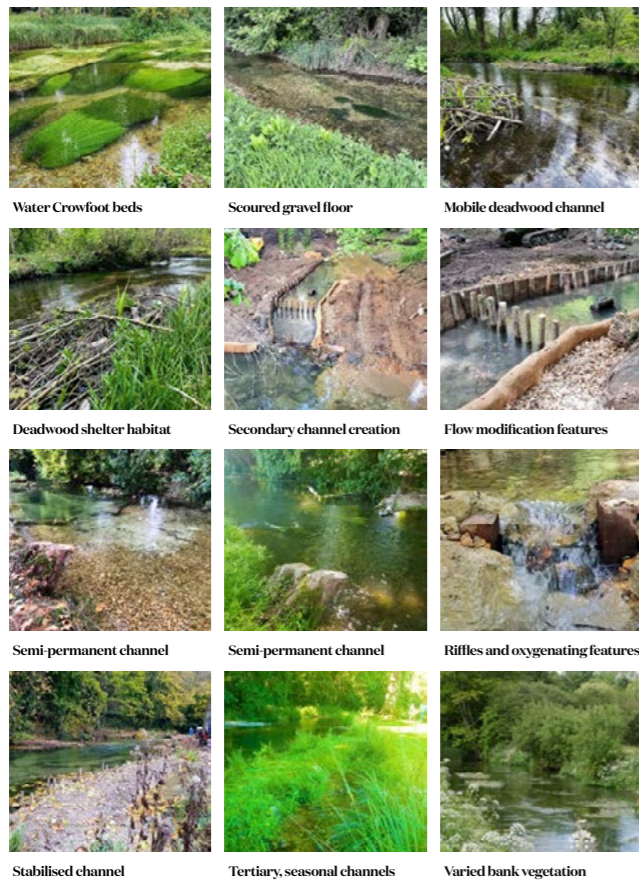 Water Crowfoot beds
Scoured gravel floor
Mobile deadwood channel
Deadwood shelter habitat
Secondary channel creation
Flow modification features
Semi-permanent channel
Semi-permanent channel
Riffles and oxygenating features
Stabilised channel
Tertiary, seasonal channels
Varied bank vegetation